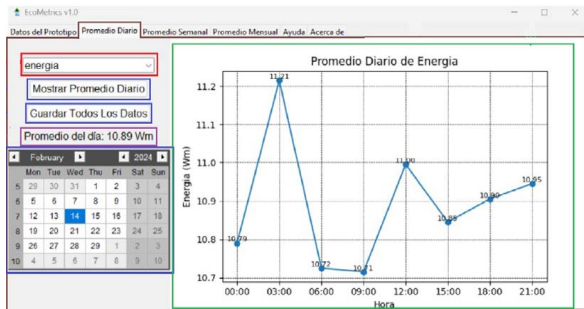 EcoMetrics v1.0
Datos del Prototipo Promedio Diario Promedio Semanal Promedio Mensual Ayuda Acerca de
energia
Mostrar Promedio Diario
Guardar Todos Los Datos
Promedio del día: 10.89 Wm
February 2024
Mon Tue Wed Thu Fri Sat Sun
5 29 30 31 1 2 3 4
6 5 6 7 8 9 10 11
7 12 13 14 15 16 17 18
8 19 20 21 22 23 24 25
9 26 27 28 29 1 2 3
10 4 5 6 7 8 9 10
Promedio Diario de Energia
Energia (Wm)
11.2
11.1
11.0
10.9
10.8
10.7
10.79
11.21
10.72
10.71
11.00
10.85
10.90
10.95
00:00 03:00 06:00 09:00 12:00 15:00 18:00 21:00
Hora